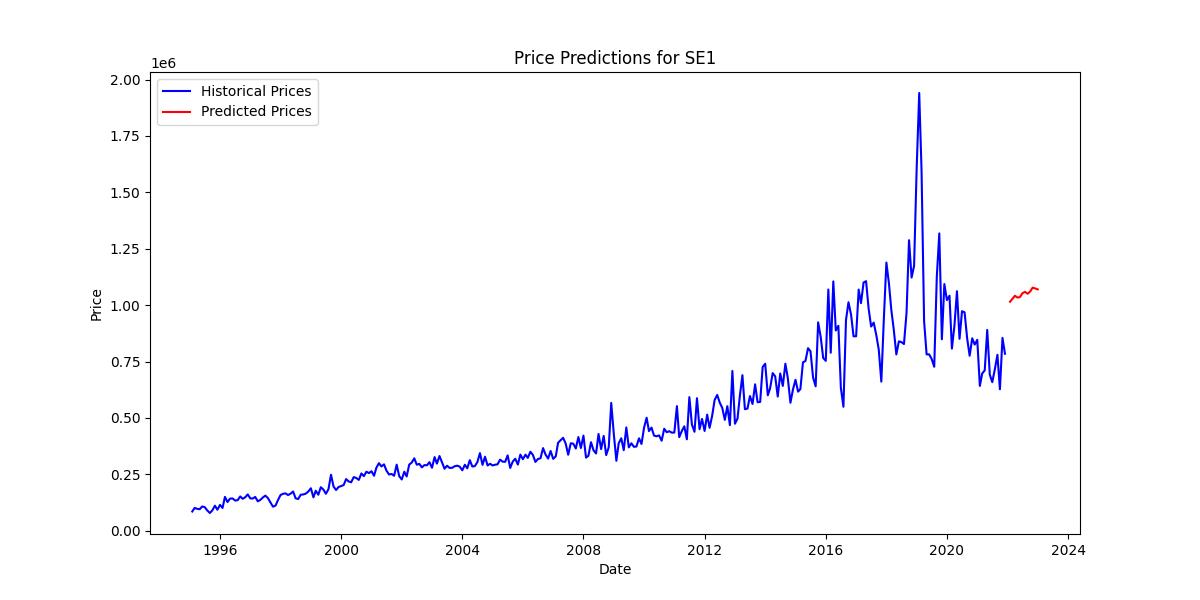 Price Predictions for SE1
1e6
Historical Prices
Predicted Prices
2.00
1.75
1.50
1.25
1.00
0.75
0.50
0.25
0.00
Price
1996 2000 2004 2008 2012 2016 2020 2024
Date